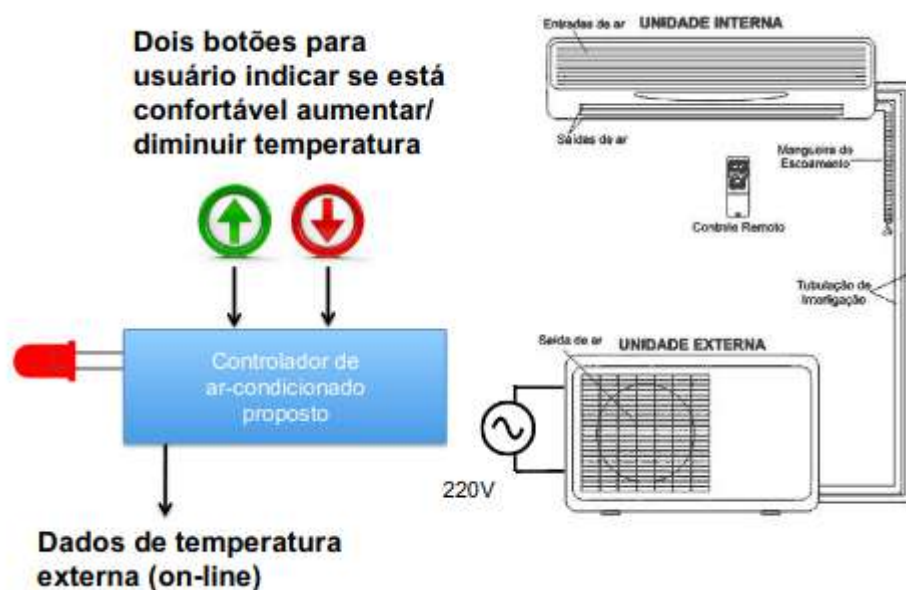 Dois botões para
usuário indicar se está
confortável aumentar/
diminuir temperatura
Controlador de
ar-condicionado
proposto
Dados de temperatura
externa (on-line)
Entradas de ar
UNIDADE INTERNA
Saídas de ar
Mangueira de
Escoamento
Controle Remoto
Tubulação de
Interligação
Saída de ar
UNIDADE EXTERNA
220V